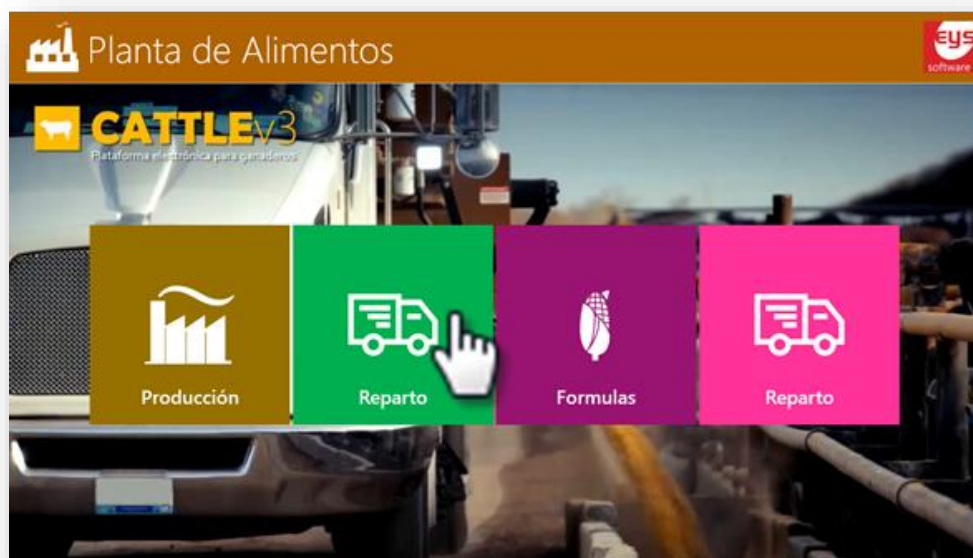 Planta de Alimentos
eys
software
CATTLEv3
Plataforma electrónica para ganaderos
Producción
Reparto
Formulas
Reparto